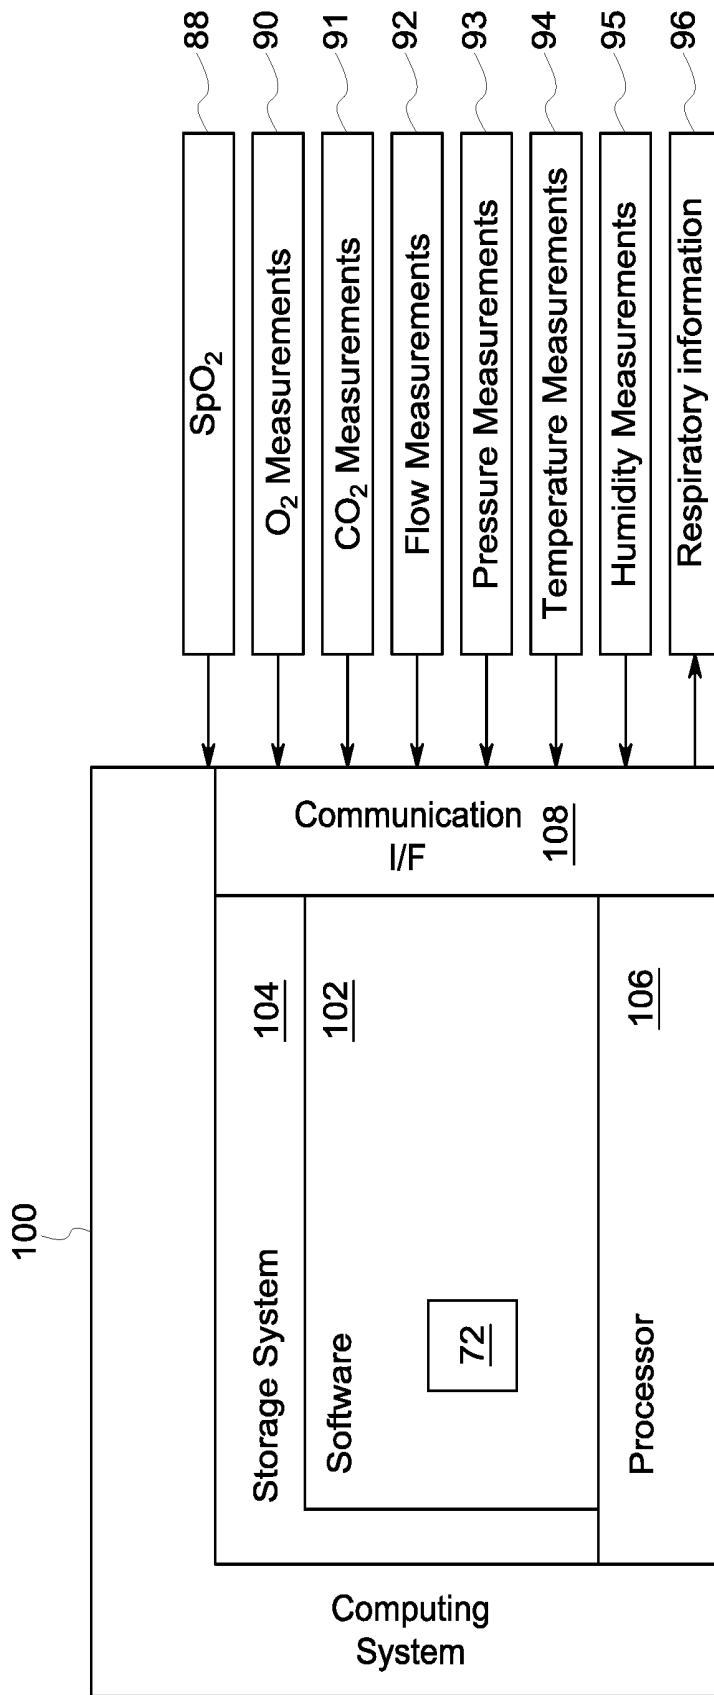 100
Computing
System
Storage System
104
Software
102
72
Processor
106
Communication
I/F
108
SpO₂
88
O₂ Measurements
90
CO₂ Measurements
91
Flow Measurements
92
Pressure Measurements
93
Temperature Measurements
94
Humidity Measurements
95
Respiratory information
96